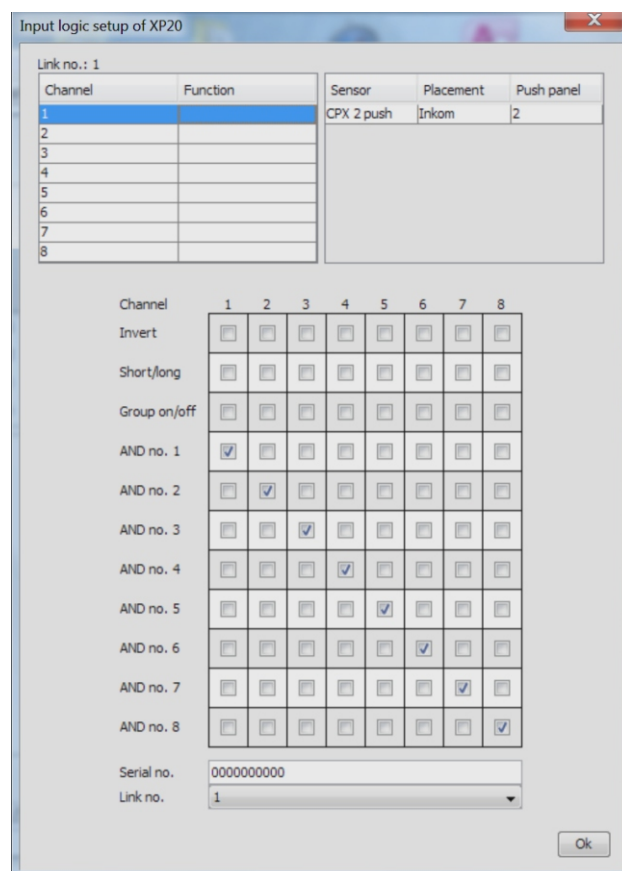 Input logic setup of XP20
Link no.: 1
Channel Function
1
2
3
4
5
6
7
8
Sensor Placement Push panel
CPX 2 push Inkom 2
Channel 1 2 3 4 5 6 7 8
Invert
Short/long
Group on/off
AND no. 1
AND no. 2
AND no. 3
AND no. 4
AND no. 5
AND no. 6
AND no. 7
AND no. 8
Serial no. 0000000000
Link no. 1
Ok